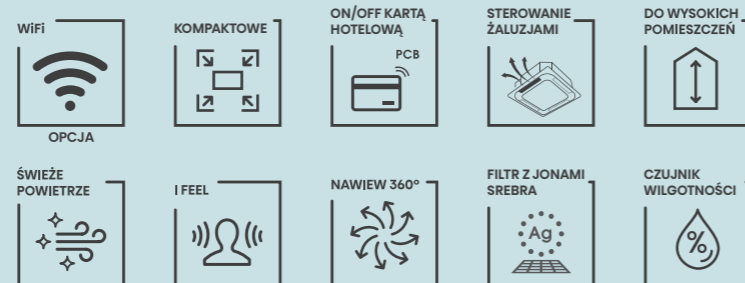 WiFi
OPCJA
KOMPAKTOWE
ON/OFF KARTĄ
HOTELOWĄ
PCB
STEROWANIE
ŻALUZJAMI
DO WYSOKICH
POMIESZCZEŃ
ŚWIEŻE
POWIETRZE
I FEEL
NAWIEW 360°
FILTR Z JONAMI
SREBRA
Ag
CZUJNIK
WILGOTNOŚCI
%